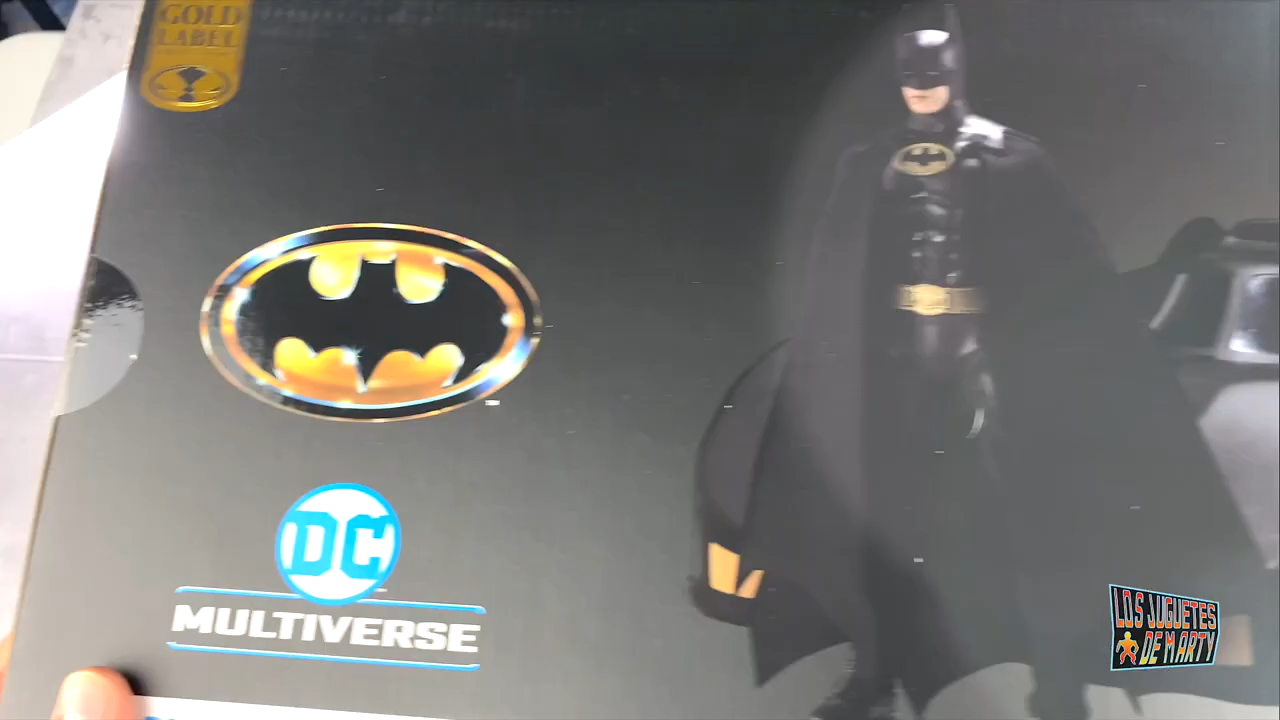 GOLD
LABEL
DC
MULTIVERSE
LOS JUGUETES
DE MARTY